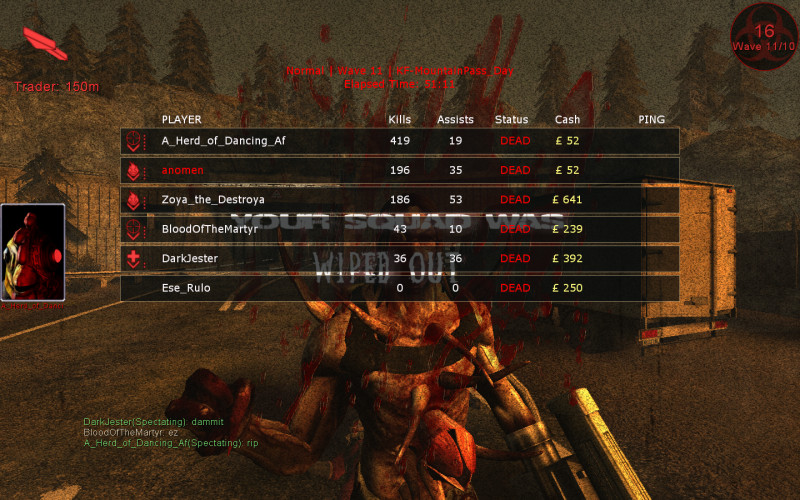 16
Wave 11/10
Trader: 150m
Normal | Wave 11 | KF-MountainPass-Day
Elapsed Time: 51:11
PLAYER Kills Assists Status Cash PING
A_Herd_of_Dancing_Af 419 19 DEAD £ 52
anomen 196 35 DEAD £ 52
Zoya_the_Destroya 186 53 DEAD £ 641
YOUR SQUAD WAS
BloodOfTheMartyr 43 10 DEAD £ 239
DarkJester 36 36 DEAD £ 392
WIPED OUT
Ese_Rulo 0 0 DEAD £ 250
DarkJester(Spectating): dammit
BloodOfTheMartyr: ez
A_Herd_of_Dancing_Af(Spectating): rip